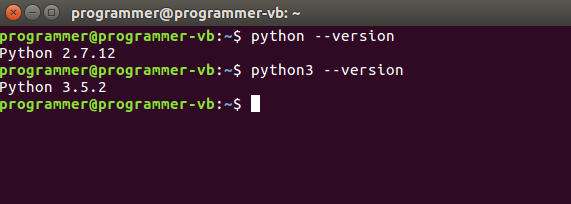 programmer@programmer-vb: ~
programmer@programmer-vb:~$ python --version
Python 2.7.12
programmer@programmer-vb:~$ python3 --version
Python 3.5.2
programmer@programmer-vb:~$